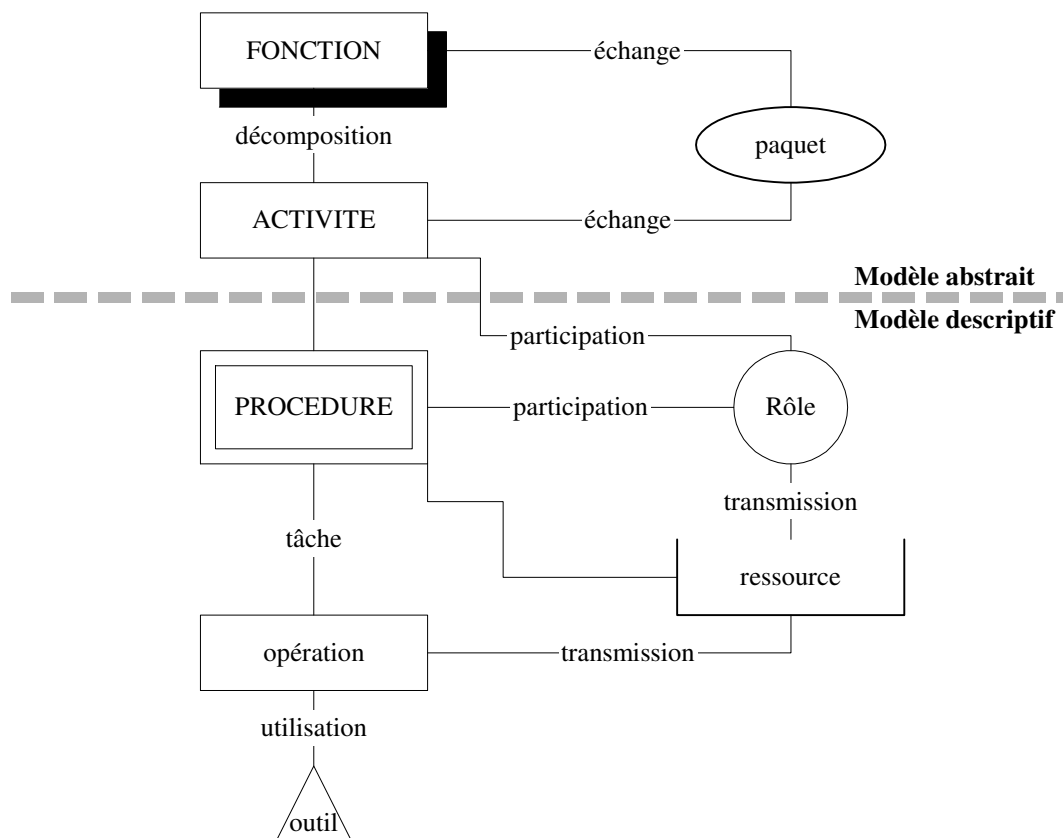 FONCTION
échange
décomposition
paquet
ACTIVITE
échange
Modèle abstrait
Modèle descriptif
participation
PROCEDURE
participation
Rôle
transmission
tâche
ressource
opération
transmission
utilisation
outil